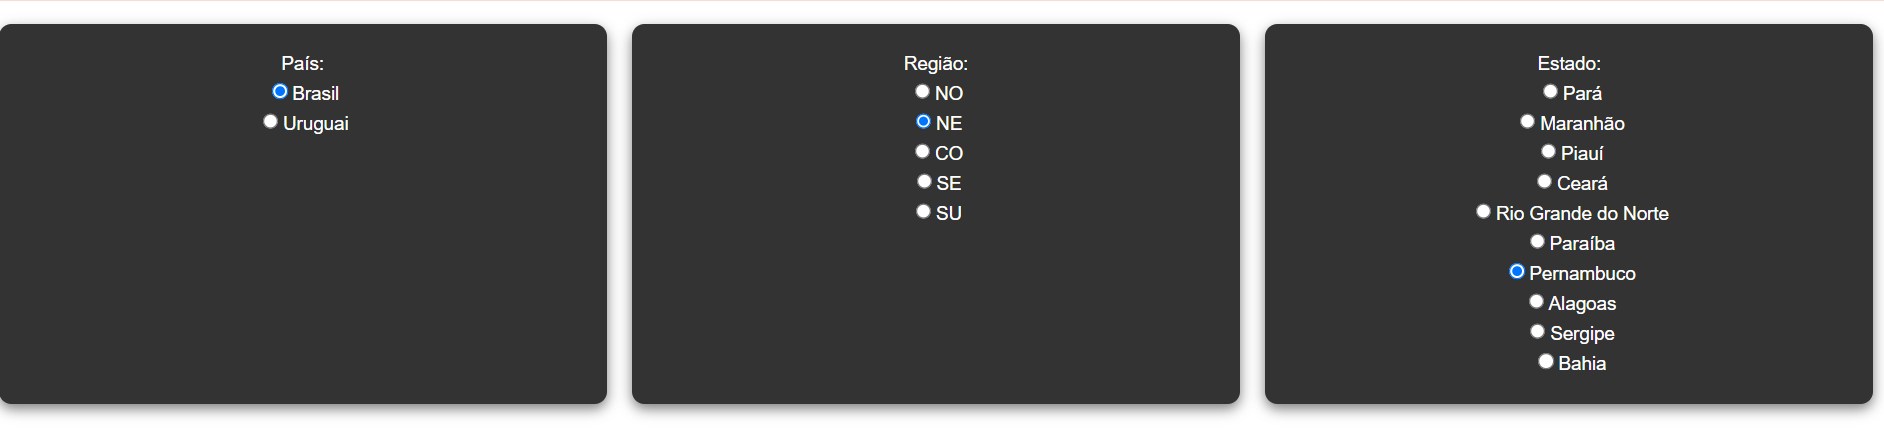 País:
Brasil
Uruguai
Região:
NO
NE
CO
SE
SU
Estado:
Pará
Maranhão
Piauí
Ceará
Rio Grande do Norte
Paraíba
Pernambuco
Alagoas
Sergipe
Bahia